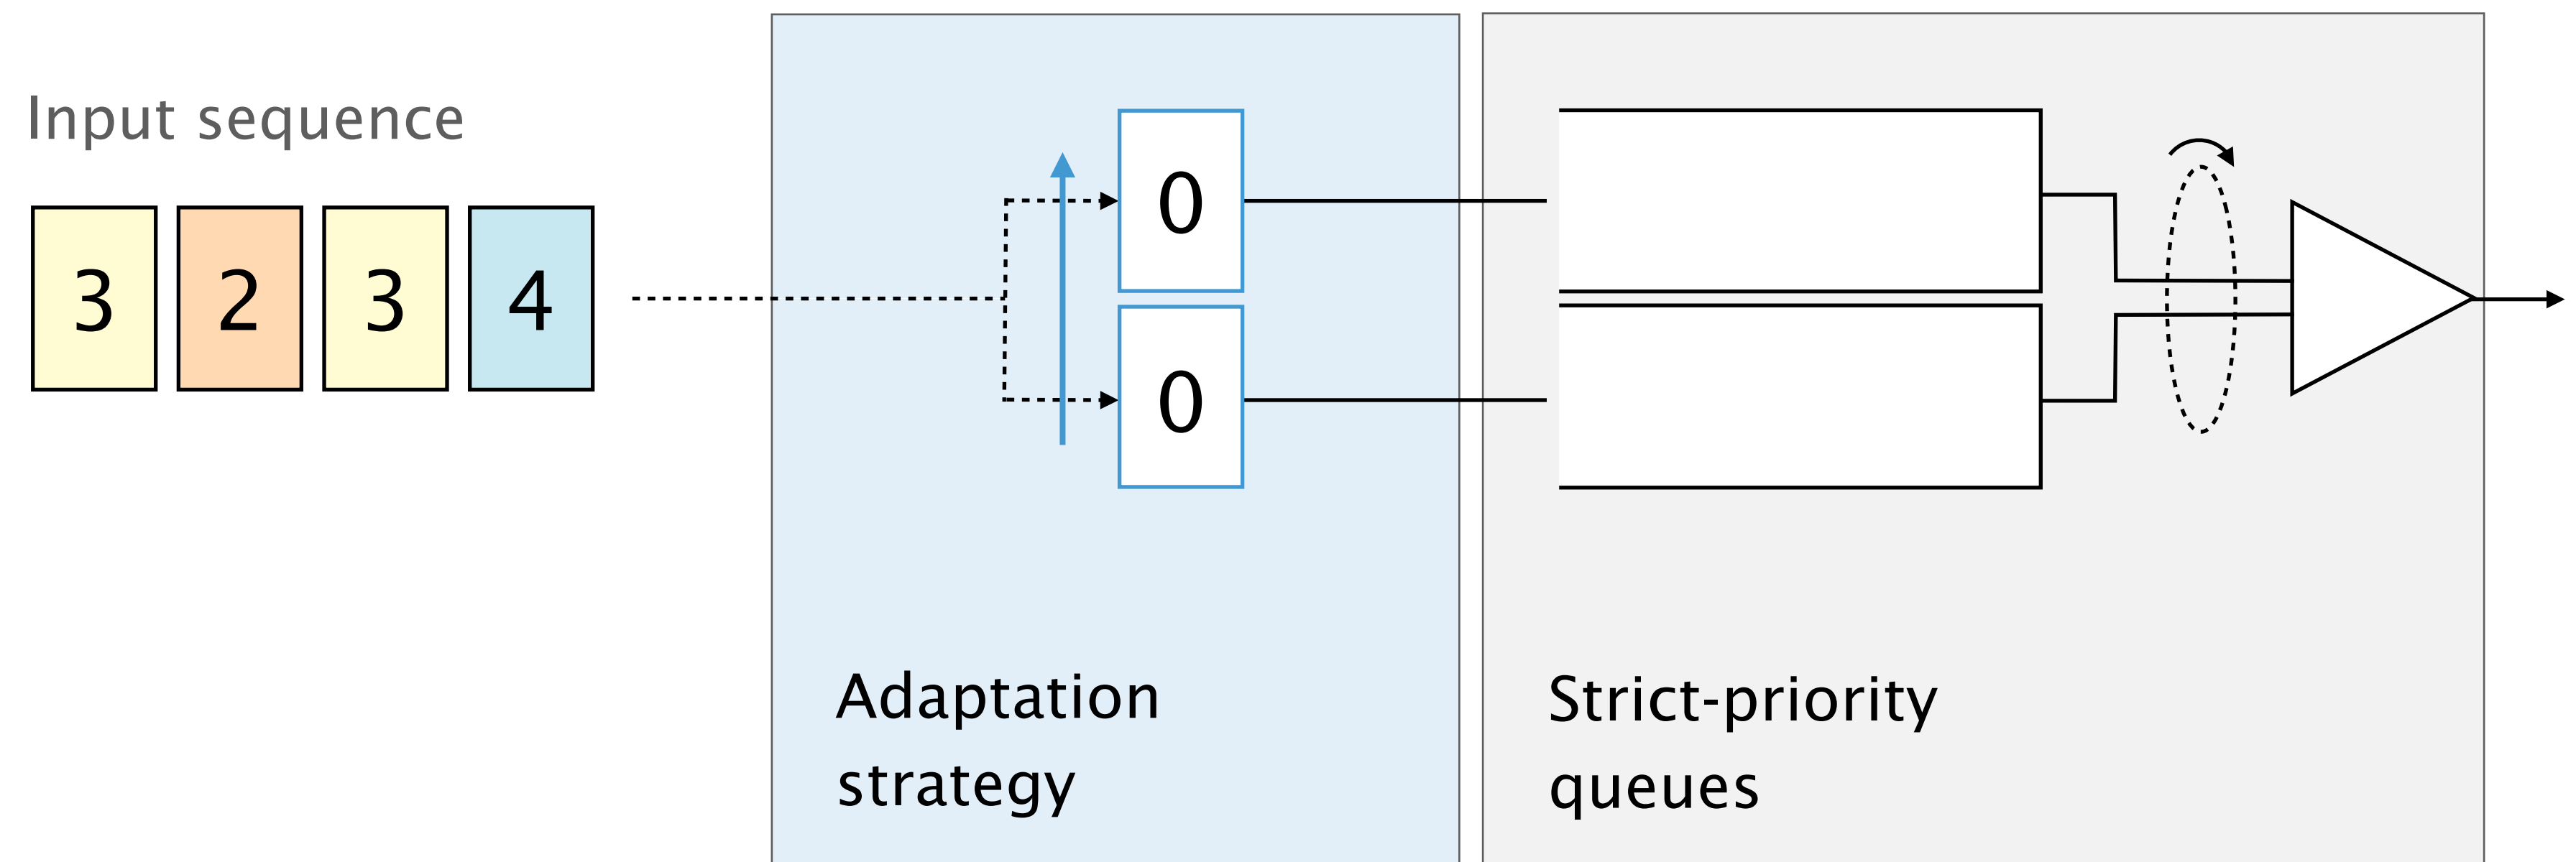 Input sequence
3 2 3 4
0
0
Adaptation
strategy
Strict-priority
queues